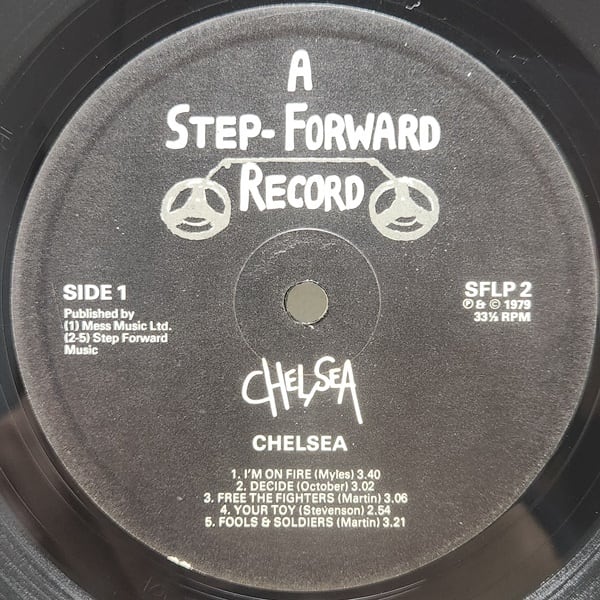 A
STEP-FORWARD
RECORD
SIDE 1
Published by
(1) Mess Music Ltd.
(2-5) Step Forward
Music
SFLP 2
℗ & © 1979
33⅓ RPM
CHELSEA
CHELSEA
1. I'M ON FIRE (Myles) 3.40
2. DECIDE (October) 3.02
3. FREE THE FIGHTERS (Martin) 3.06
4. YOUR TOY (Stevenson) 2.54
5. FOOLS & SOLDIERS (Martin) 3.21